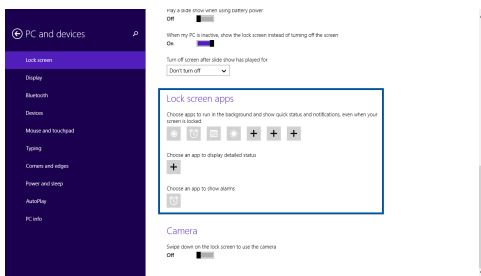 Play a slide show when using battery power
Off
PC and devices
When my PC is inactive, show the lock screen instead of turning off the screen
On
Lock screen
Turn off screen after slide show has played for
Don't turn off
Display
Bluetooth
Devices
Mouse and touchpad
Typing
Corners and edges
Power and sleep
AutoPlay
PC info
Lock screen apps
Choose apps to run in the background and show quick status and notifications, even when your
screen is locked
Choose an app to display detailed status
Choose an app to show alarms
Camera
Swipe down on the lock screen to use the camera
Off